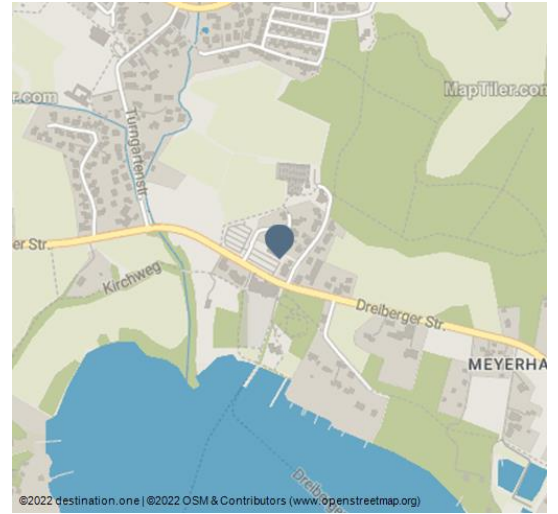 r.com
MapTiler.com
Turngartenstr.
er Str.
Kirchweg
Dreiberger Str.
MEYERHA
Dreiberger
©2022 destination.one | ©2022 OSM & Contributors (www.openstreetmap.org)